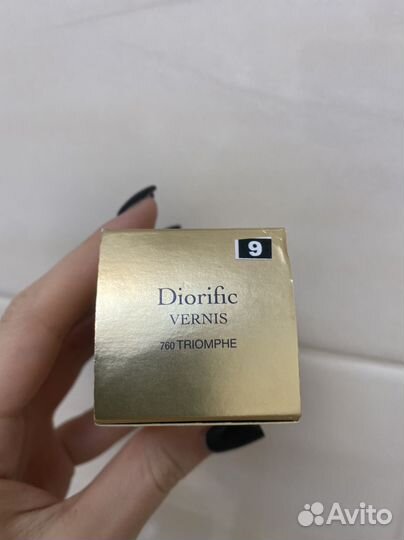 9
Diorific
VERNIS
760 TRIOMPHE
Avito